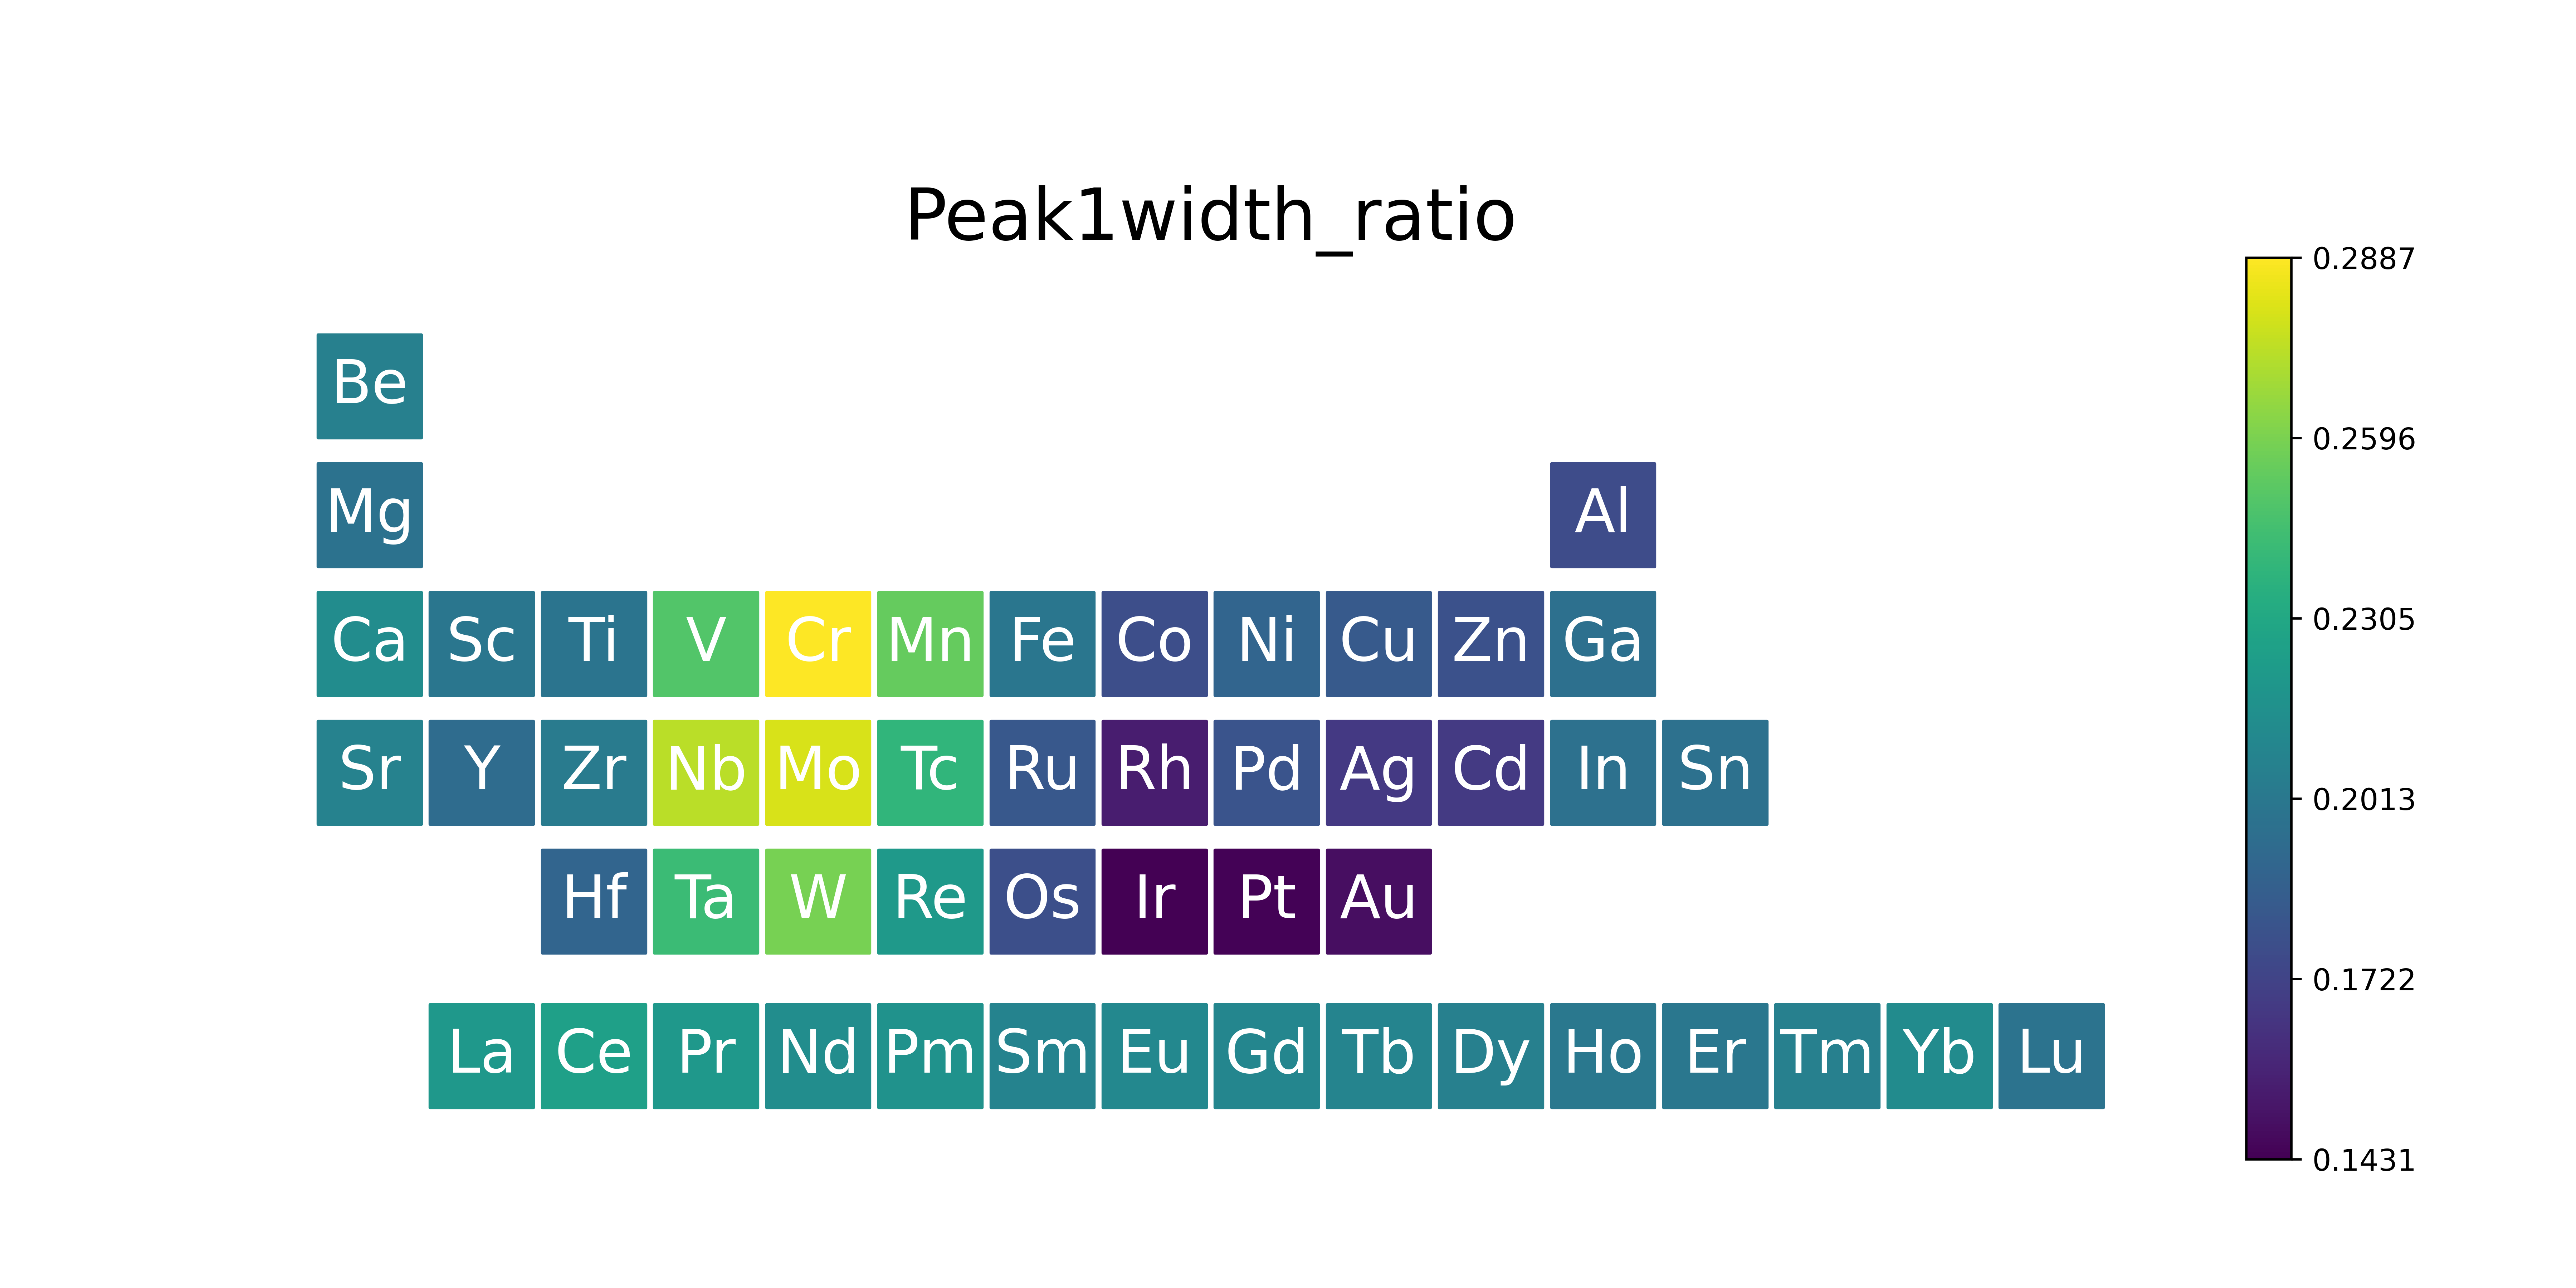 Peak1width_ratio
Be
Mg Al
Ca Sc Ti V Cr Mn Fe Co Ni Cu Zn Ga
Sr Y Zr Nb Mo Tc Ru Rh Pd Ag Cd In Sn
Hf Ta W Re Os Ir Pt Au
La Ce Pr Nd Pm Sm Eu Gd Tb Dy Ho Er Tm Yb Lu
0.2887
0.2596
0.2305
0.2013
0.1722
0.1431